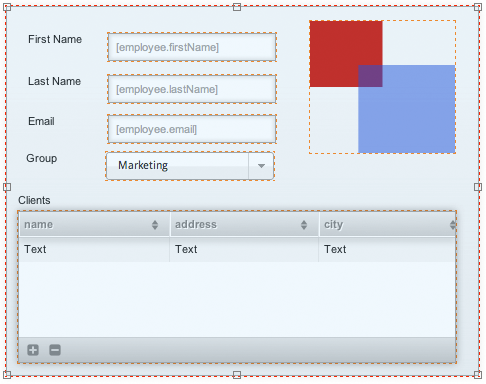 First Name [employee.firstName]
Last Name [employee.lastName]
Email [employee.email]
Group Marketing
Clients
name address city
Text Text Text